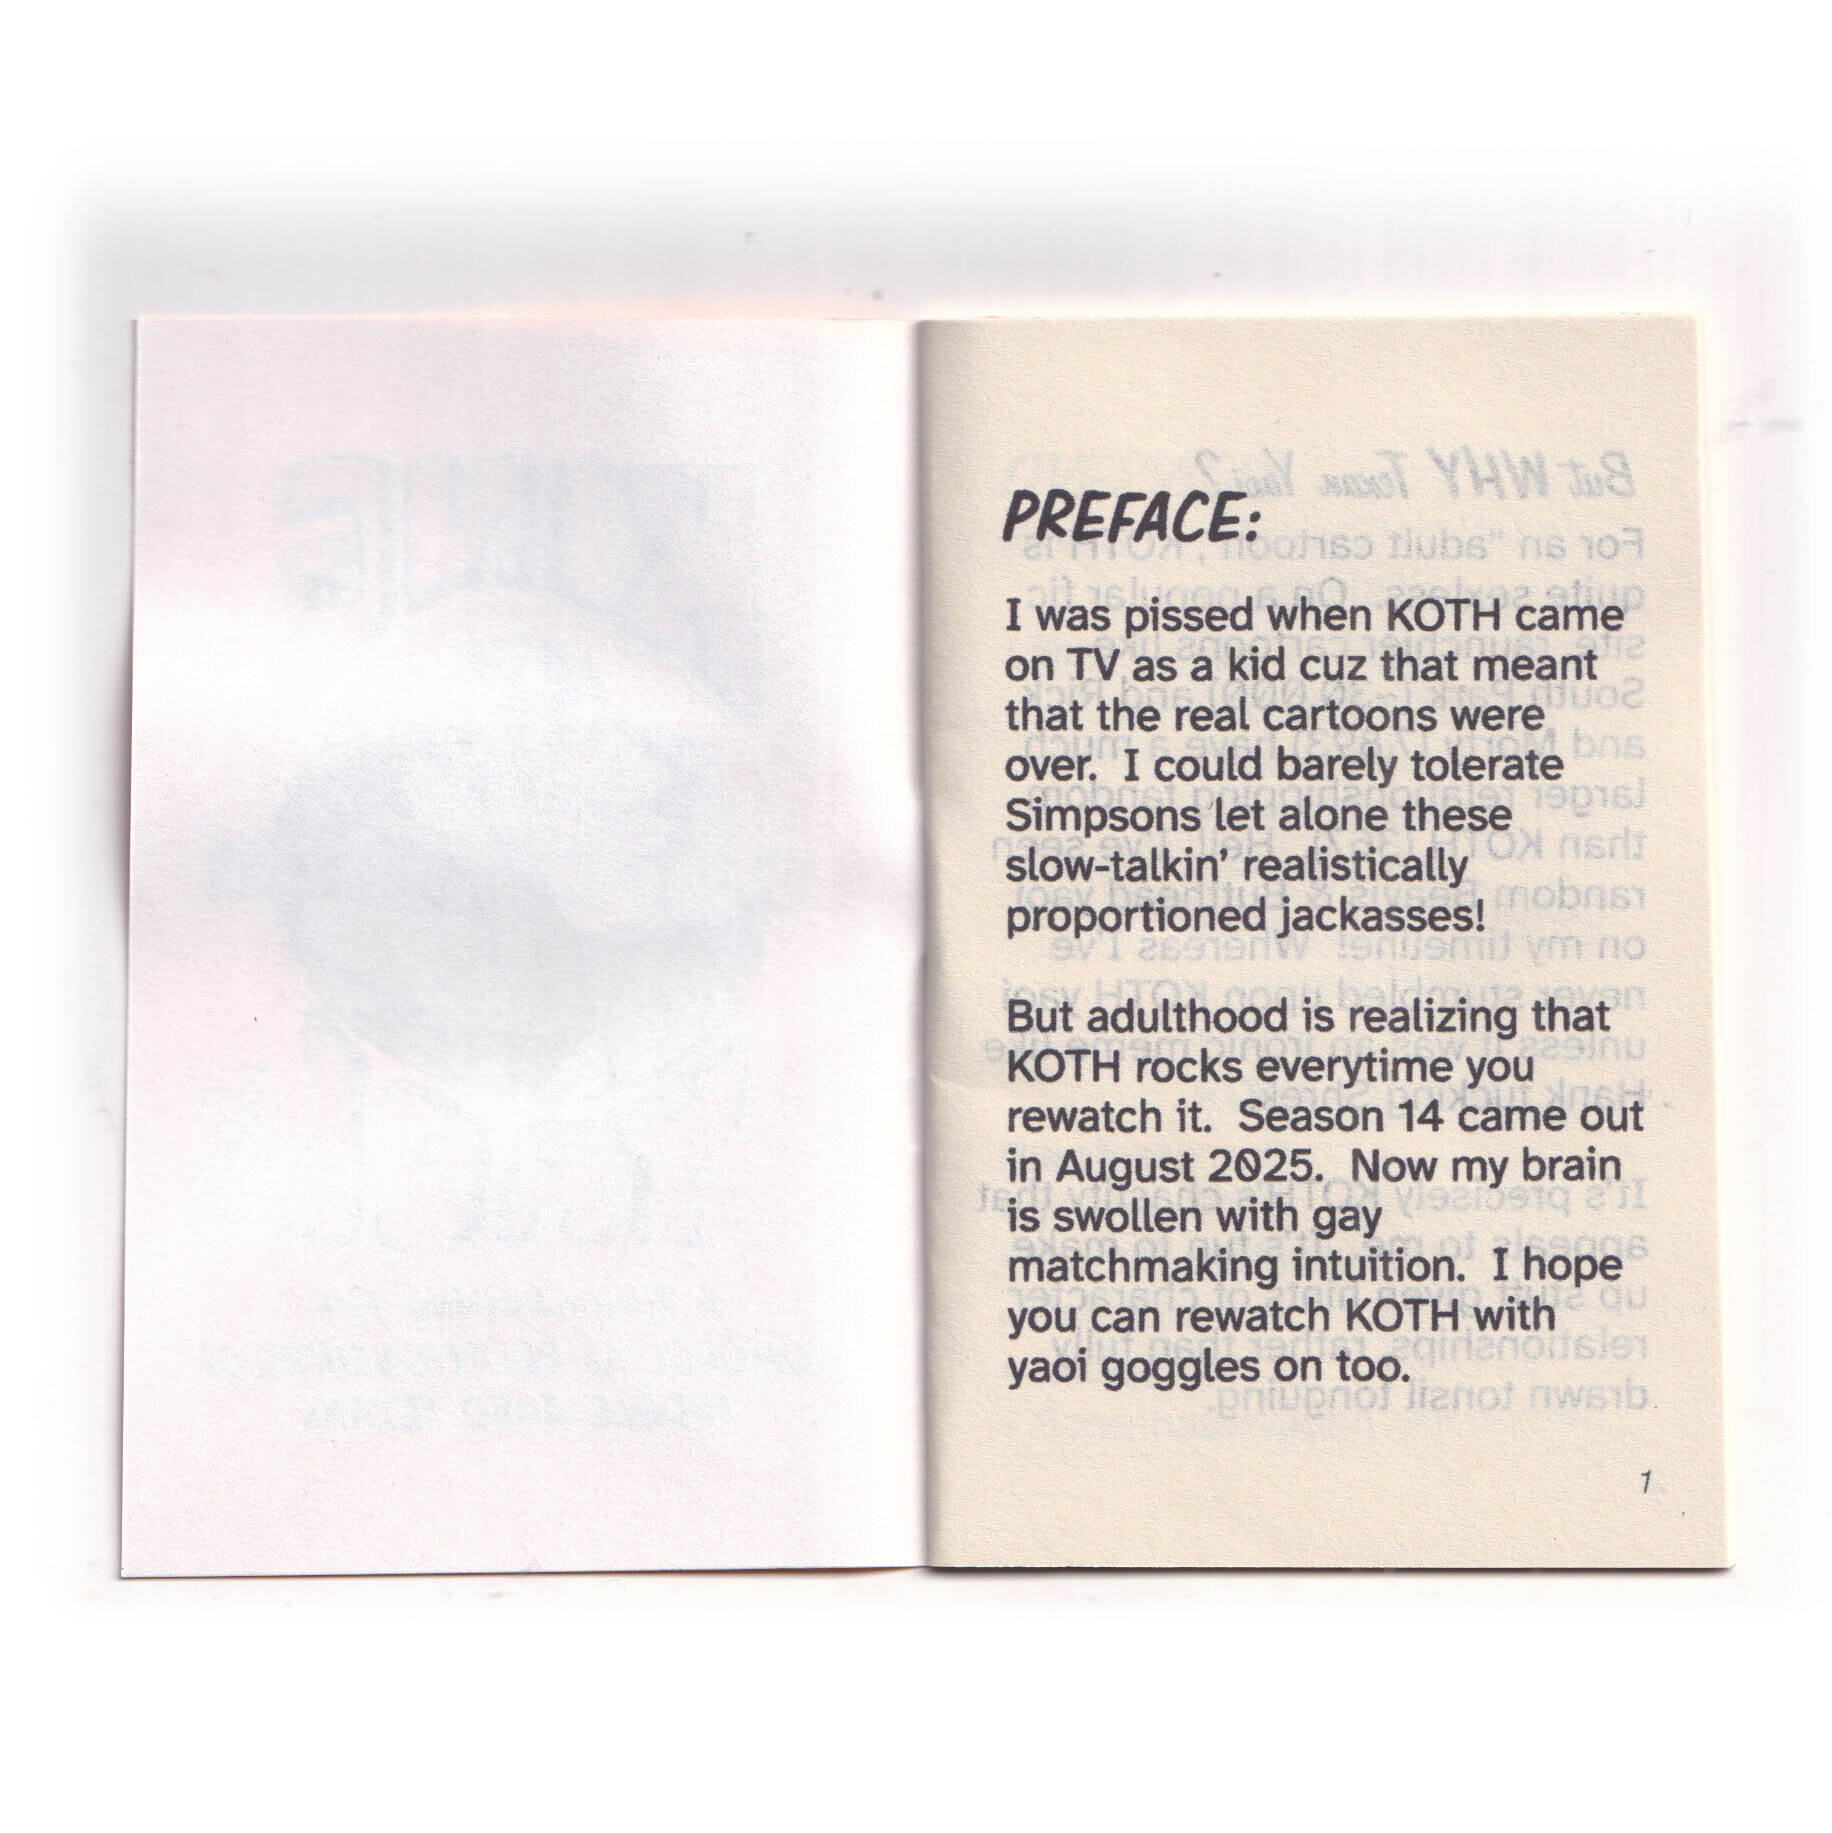 PREFACE:
I was pissed when KOTH came
on TV as a kid cuz that meant
that the real cartoons were
over.  I could barely tolerate
Simpsons let alone these
slow-talkin’ realistically
proportioned jackasses!
But adulthood is realizing that
KOTH rocks everytime you
rewatch it.  Season 14 came out
in August 2025.  Now my brain
is swollen with gay
matchmaking intuition.  I hope
you can rewatch KOTH with
yaoi goggles on too.
1